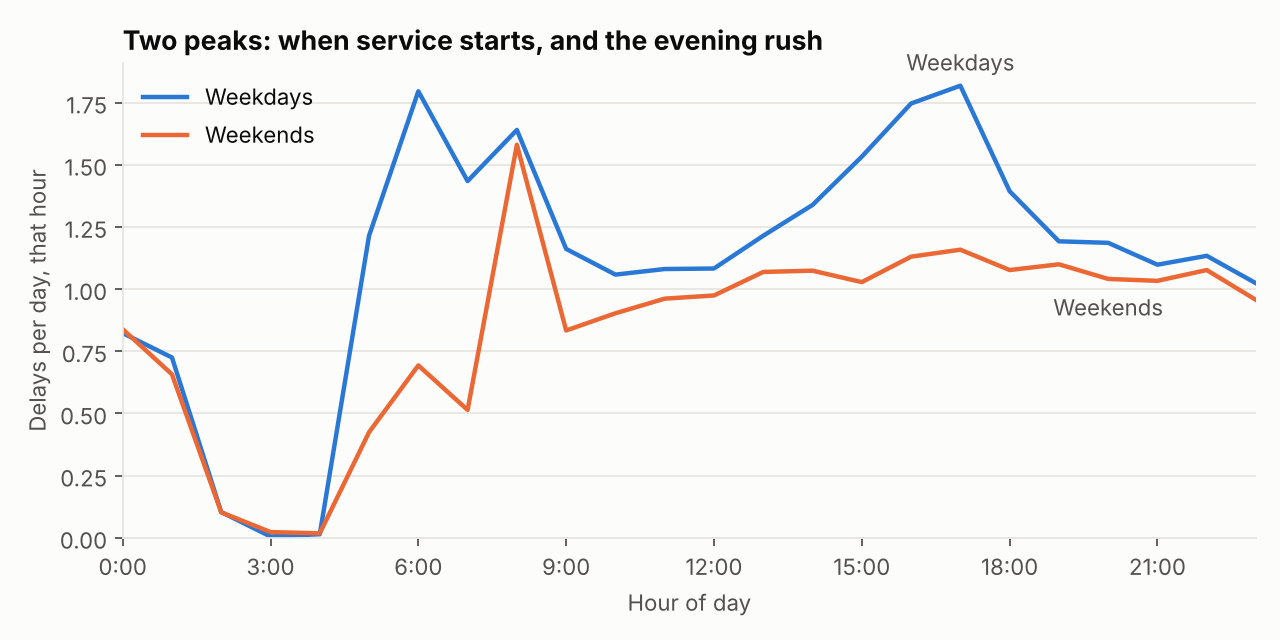 Two peaks: when service starts, and the evening rush
Weekdays
Weekdays
Weekends
Delays per day, that hour
1.75
1.50
1.25
1.00
0.75
0.50
0.25
0.00
Weekends
0:00 3:00 6:00 9:00 12:00 15:00 18:00 21:00
Hour of day